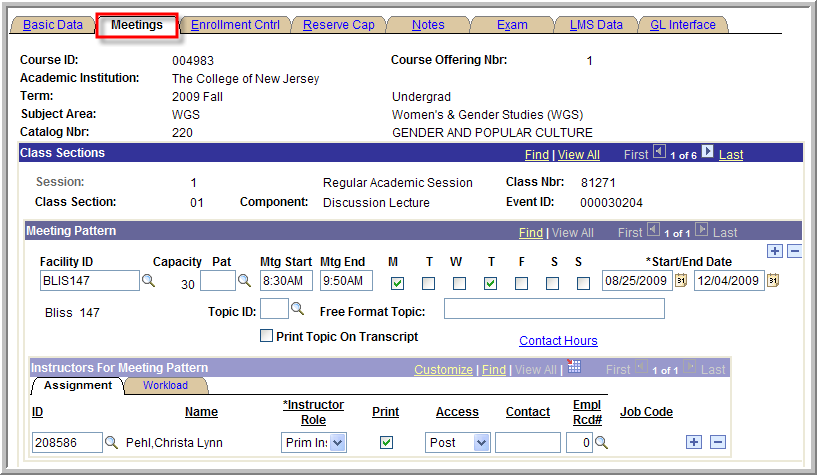 Basic Data Meetings Enrollment Cntrl Reserve Cap Notes Exam LMS Data GL Interface
Course ID: 004983 Course Offering Nbr: 1
Academic Institution: The College of New Jersey
Term: 2009 Fall Undergrad
Subject Area: WGS Women's & Gender Studies (WGS)
Catalog Nbr: 220 GENDER AND POPULAR CULTURE
Class Sections Find | View All First 1 of 6 Last
Session: 1 Regular Academic Session Class Nbr: 81271
Class Section: 01 Component: Discussion Lecture Event ID: 000030204
Meeting Pattern Find | View All First 1 of 1 Last
Facility ID Capacity Pat Mtg Start Mtg End M T W T F S S *Start/End Date
BLIS147 30 8:30AM 9:50AM 08/25/2009 31 12/04/2009 31
Bliss 147 Topic ID: Free Format Topic:
Print Topic On Transcript Contact Hours
Instructors For Meeting Pattern Customize | Find | View All | First 1 of 1 Last
Assignment Workload
ID Name *Instructor Role Print Access Contact Empl Rcd# Job Code
208586 Pehl,Christa Lynn Prim In: Post 0